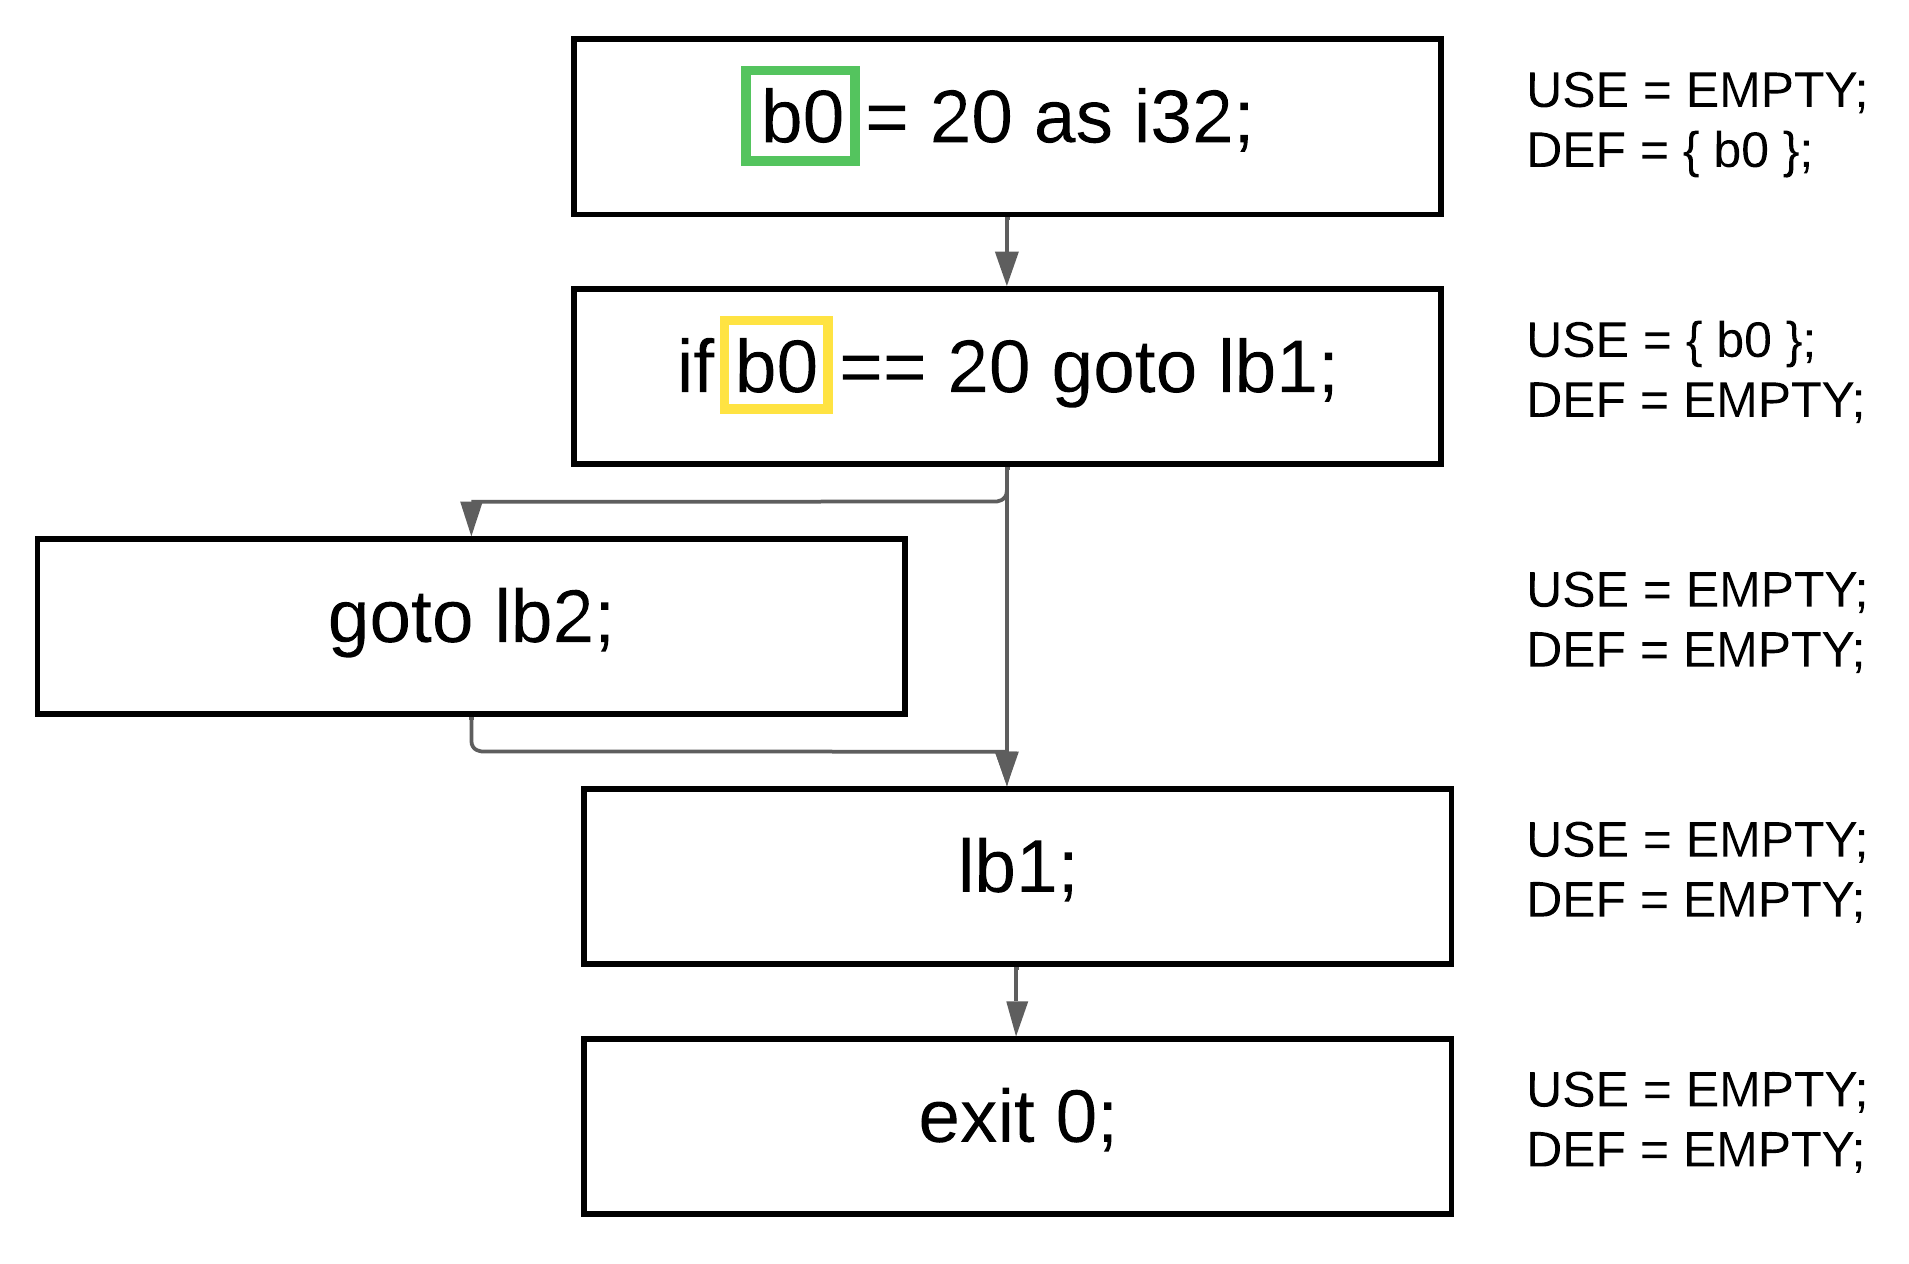 b0 = 20 as i32;
USE = EMPTY;
DEF = { b0 };
if b0 == 20 goto lb1;
USE = { b0 };
DEF = EMPTY;
goto lb2;
USE = EMPTY;
DEF = EMPTY;
lb1;
USE = EMPTY;
DEF = EMPTY;
exit 0;
USE = EMPTY;
DEF = EMPTY;